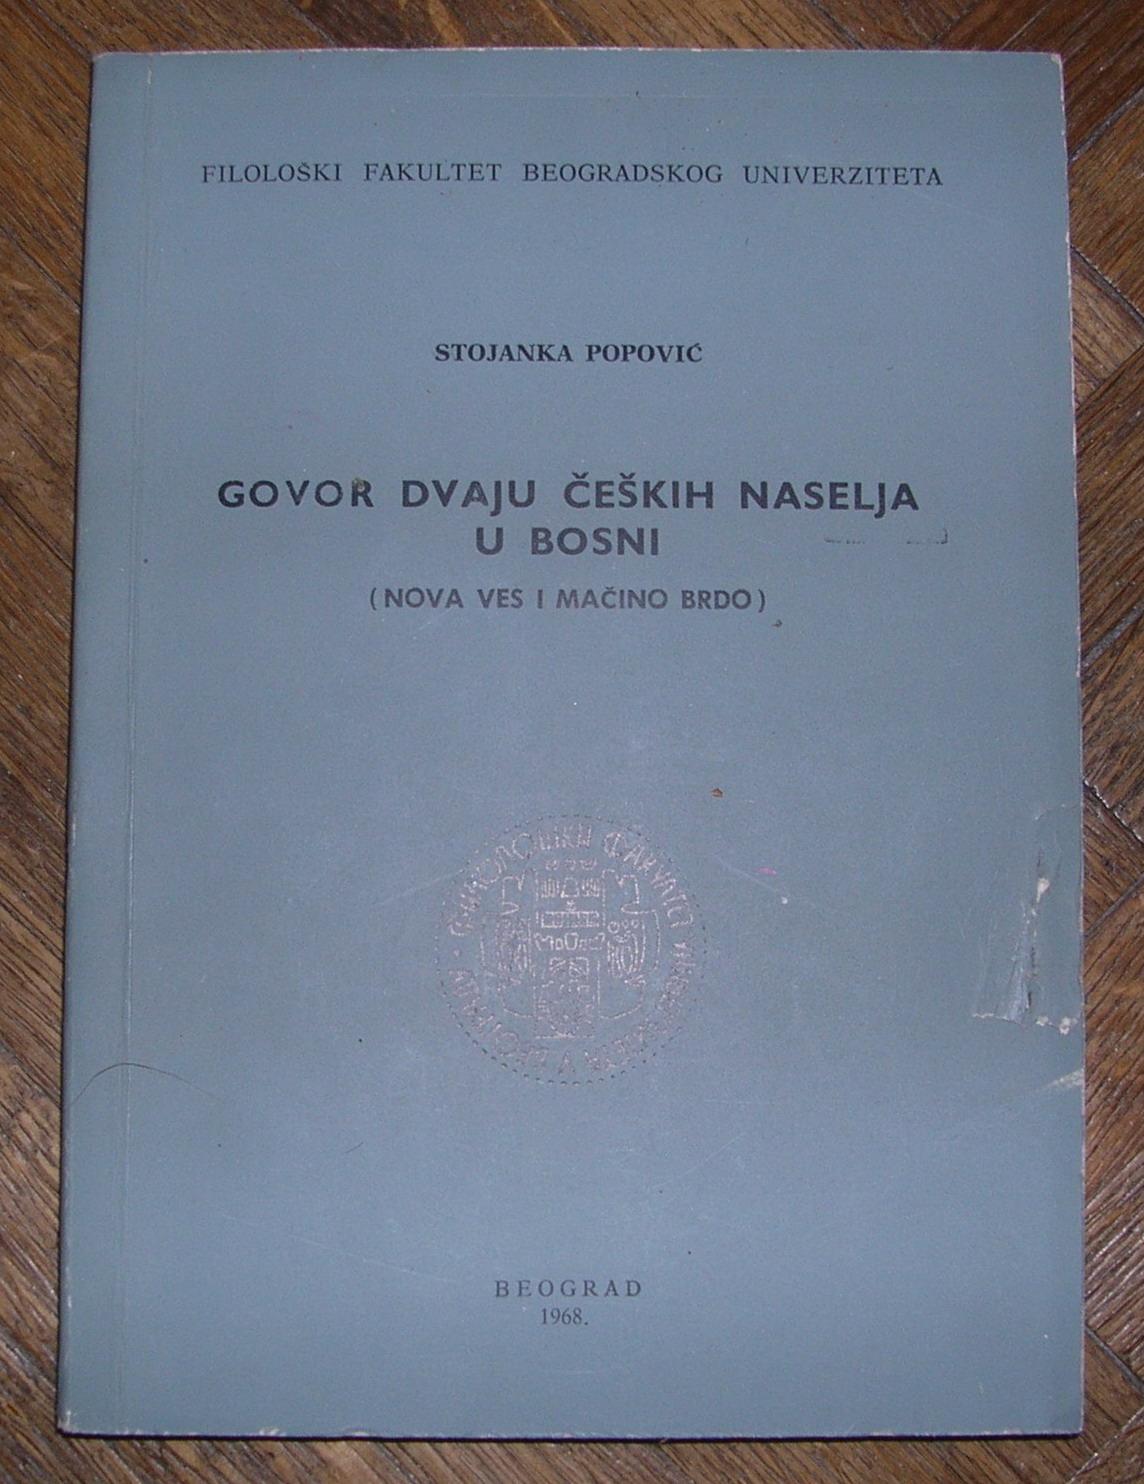 FILOLOŠKI FAKULTET BEOGRADSKOG UNIVERZITETA
STOJANKA POPOVIĆ
GOVOR DVAJU ČEŠKIH NASELJA
U BOSNI
(NOVA VES I MAČINO BRDO)
BEOGRAD
1968.